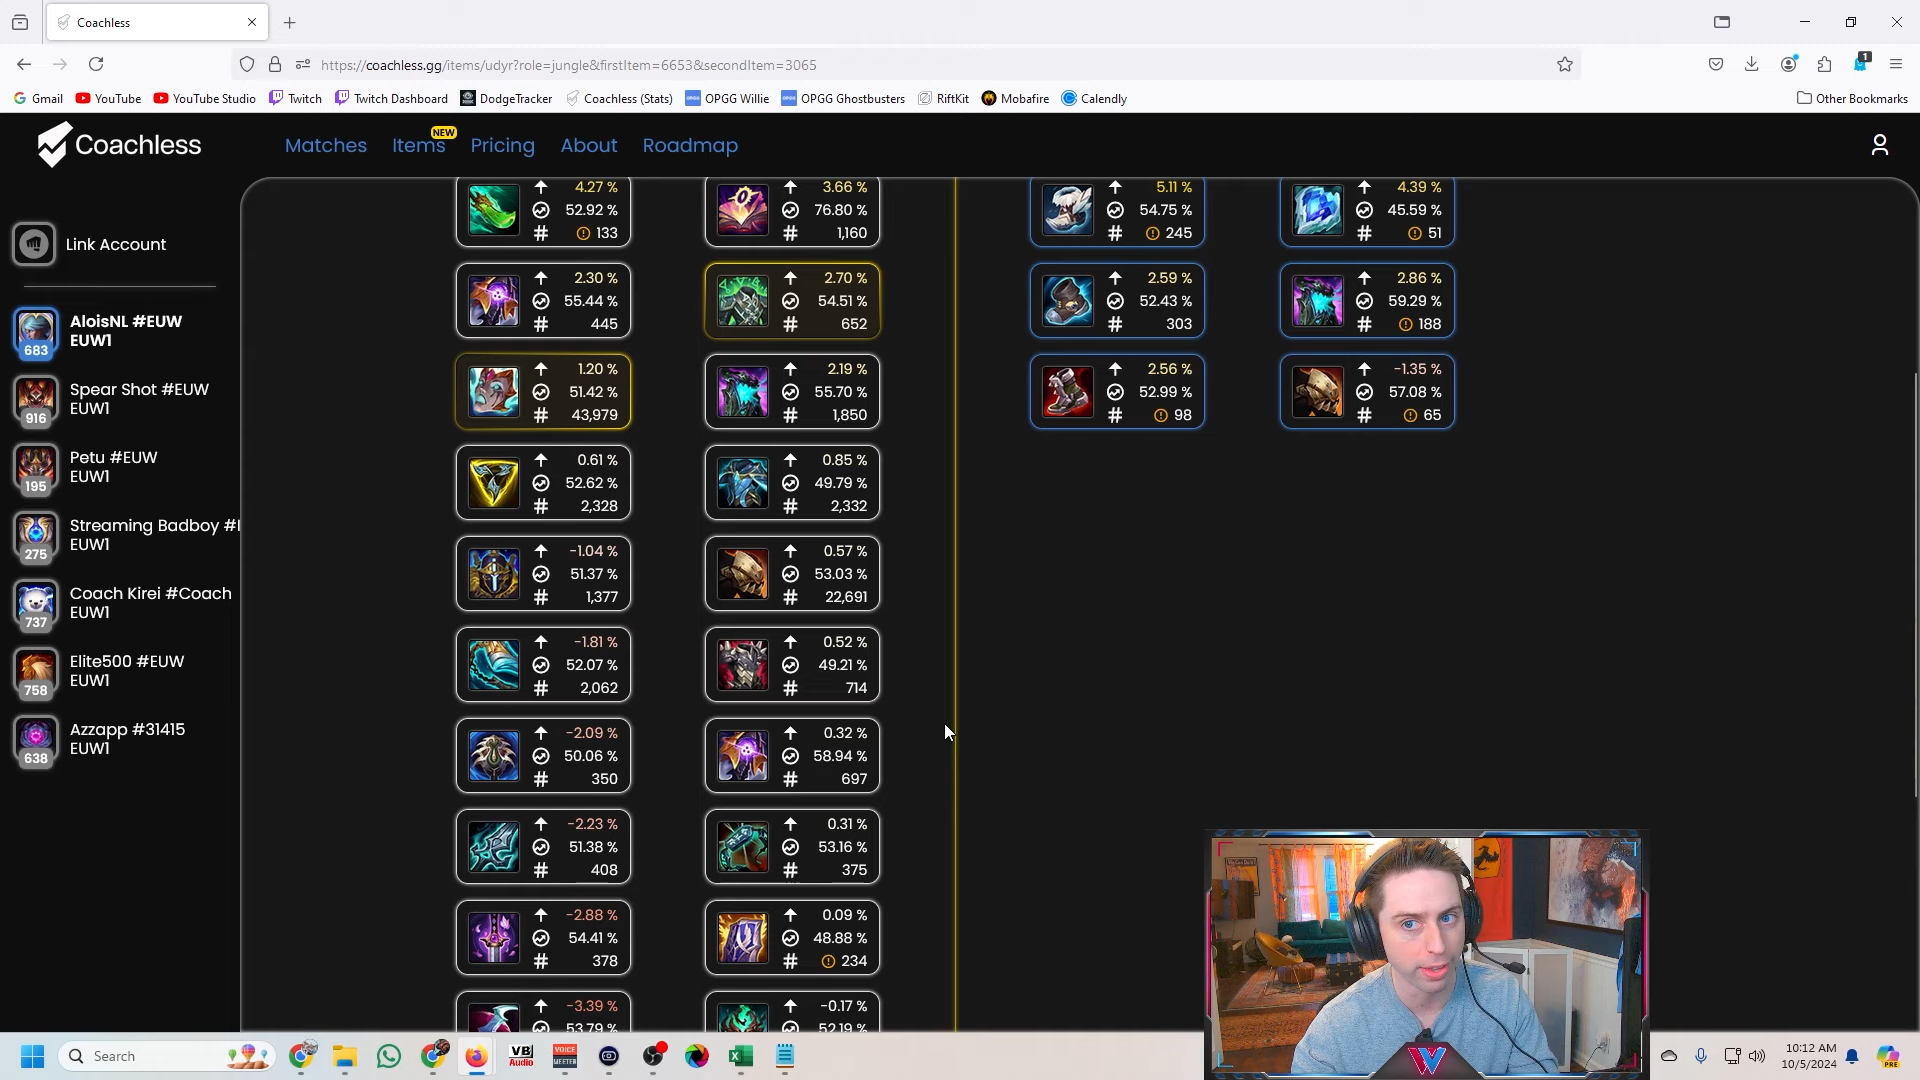 Coachless
https://coachless.gg/items/udyr?role=jungle&firstItem=6653&secondItem=3065
1
Gmail
YouTube
YouTube Studio
Twitch
Twitch Dashboard
DodgeTracker
Coachless (Stats)
OPGG Willie
OPGG Ghostbusters
RiftKit
Mobafire
Calendly
Other Bookmarks
Coachless
Matches
Items
NEW
Pricing
About
Roadmap
Link Account
AloisNL #EUW
EUW1
683
Spear Shot #EUW
EUW1
916
Petu #EUW
EUW1
195
Streaming Badboy #I
EUW1
275
Coach Kirei #Coach
EUW1
737
Elite500 #EUW
EUW1
758
Azzapp #31415
EUW1
638
4.27 %
52.92 %
# 133
2.30 %
55.44 %
# 445
1.20 %
51.42 %
# 43,979
0.61 %
52.62 %
# 2,328
-1.04 %
51.37 %
# 1,377
-1.81 %
52.07 %
# 2,062
-2.09 %
50.06 %
# 350
-2.23 %
51.38 %
# 408
-2.88 %
54.41 %
# 378
-3.39 %
53.79 %
3.66 %
76.80 %
# 1,160
2.70 %
54.51 %
# 652
2.19 %
55.70 %
# 1,850
0.85 %
49.79 %
# 2,332
0.57 %
53.03 %
# 22,691
0.52 %
49.21 %
# 714
0.32 %
58.94 %
# 697
0.31 %
53.16 %
# 375
0.09 %
48.88 %
# 234
-0.17 %
52.19 %
5.11 %
54.75 %
# 245
2.59 %
52.43 %
# 303
2.56 %
52.99 %
# 98
4.39 %
45.59 %
# 51
2.86 %
59.29 %
# 188
-1.35 %
57.08 %
# 65
Search
VB
Audio
VOICE
MEETER
10:12 AM
10/5/2024
PRE